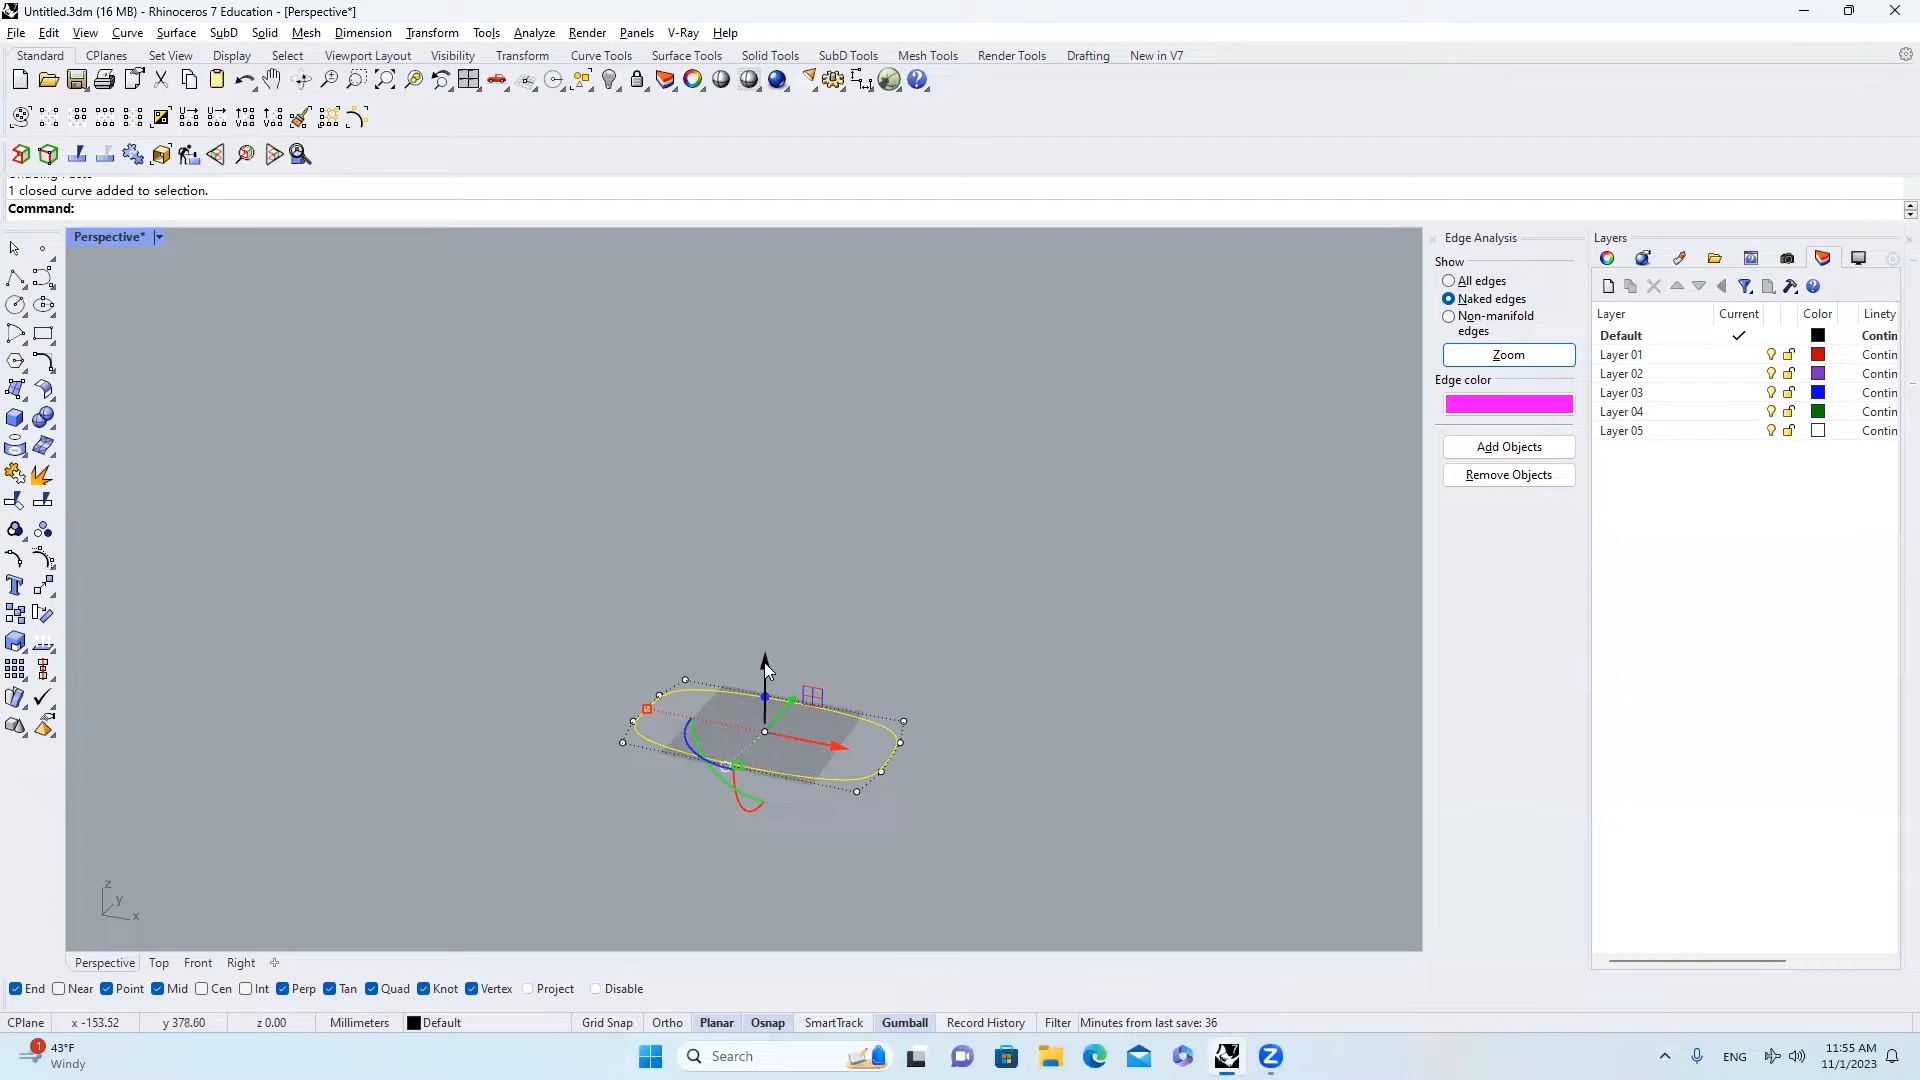 Untitled.3dm (16 MB) - Rhinoceros 7 Education - [Perspective*]
File Edit View Curve Surface SubD Solid Mesh Dimension Transform Tools Analyze Render Panels V-Ray Help
Standard CPlanes Set View Display Select Viewport Layout Visibility Transform Curve Tools Surface Tools Solid Tools SubD Tools Mesh Tools Render Tools Drafting New in V7
1 closed curve added to selection.
Command:
Perspective*
Edge Analysis
Show
All edges
Naked edges
Non-manifold
edges
Zoom
Edge color
Add Objects
Remove Objects
Layers
Layer Current Color Linety
Default Contin
Layer 01 Contin
Layer 02 Contin
Layer 03 Contin
Layer 04 Contin
Layer 05 Contin
z
y
x
Perspective Top Front Right
End Near Point Mid Cen Int Perp Tan Quad Knot Vertex Project Disable
CPlane x -153.52 y 378.60 z 0.00 Millimeters Default Grid Snap Ortho Planar Osnap SmartTrack Gumball Record History Filter Minutes from last save: 36
1
43°F
Windy
Search
ENG
11:55 AM
11/1/2023